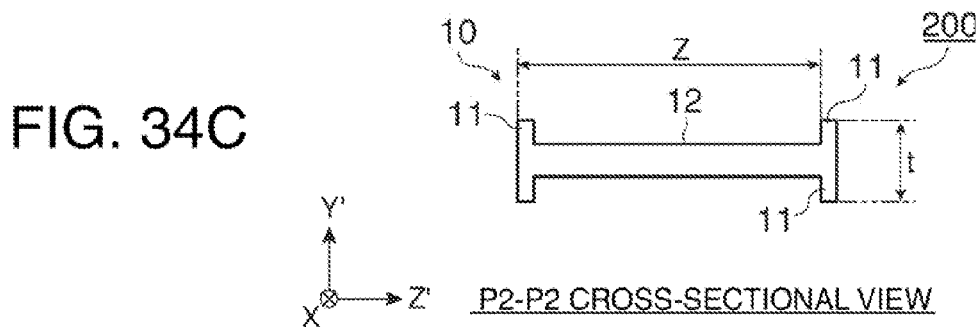 FIG. 34C
10
Z
200
11
12
11
t
11
Y'
X
Z'
P2-P2 CROSS-SECTIONAL VIEW